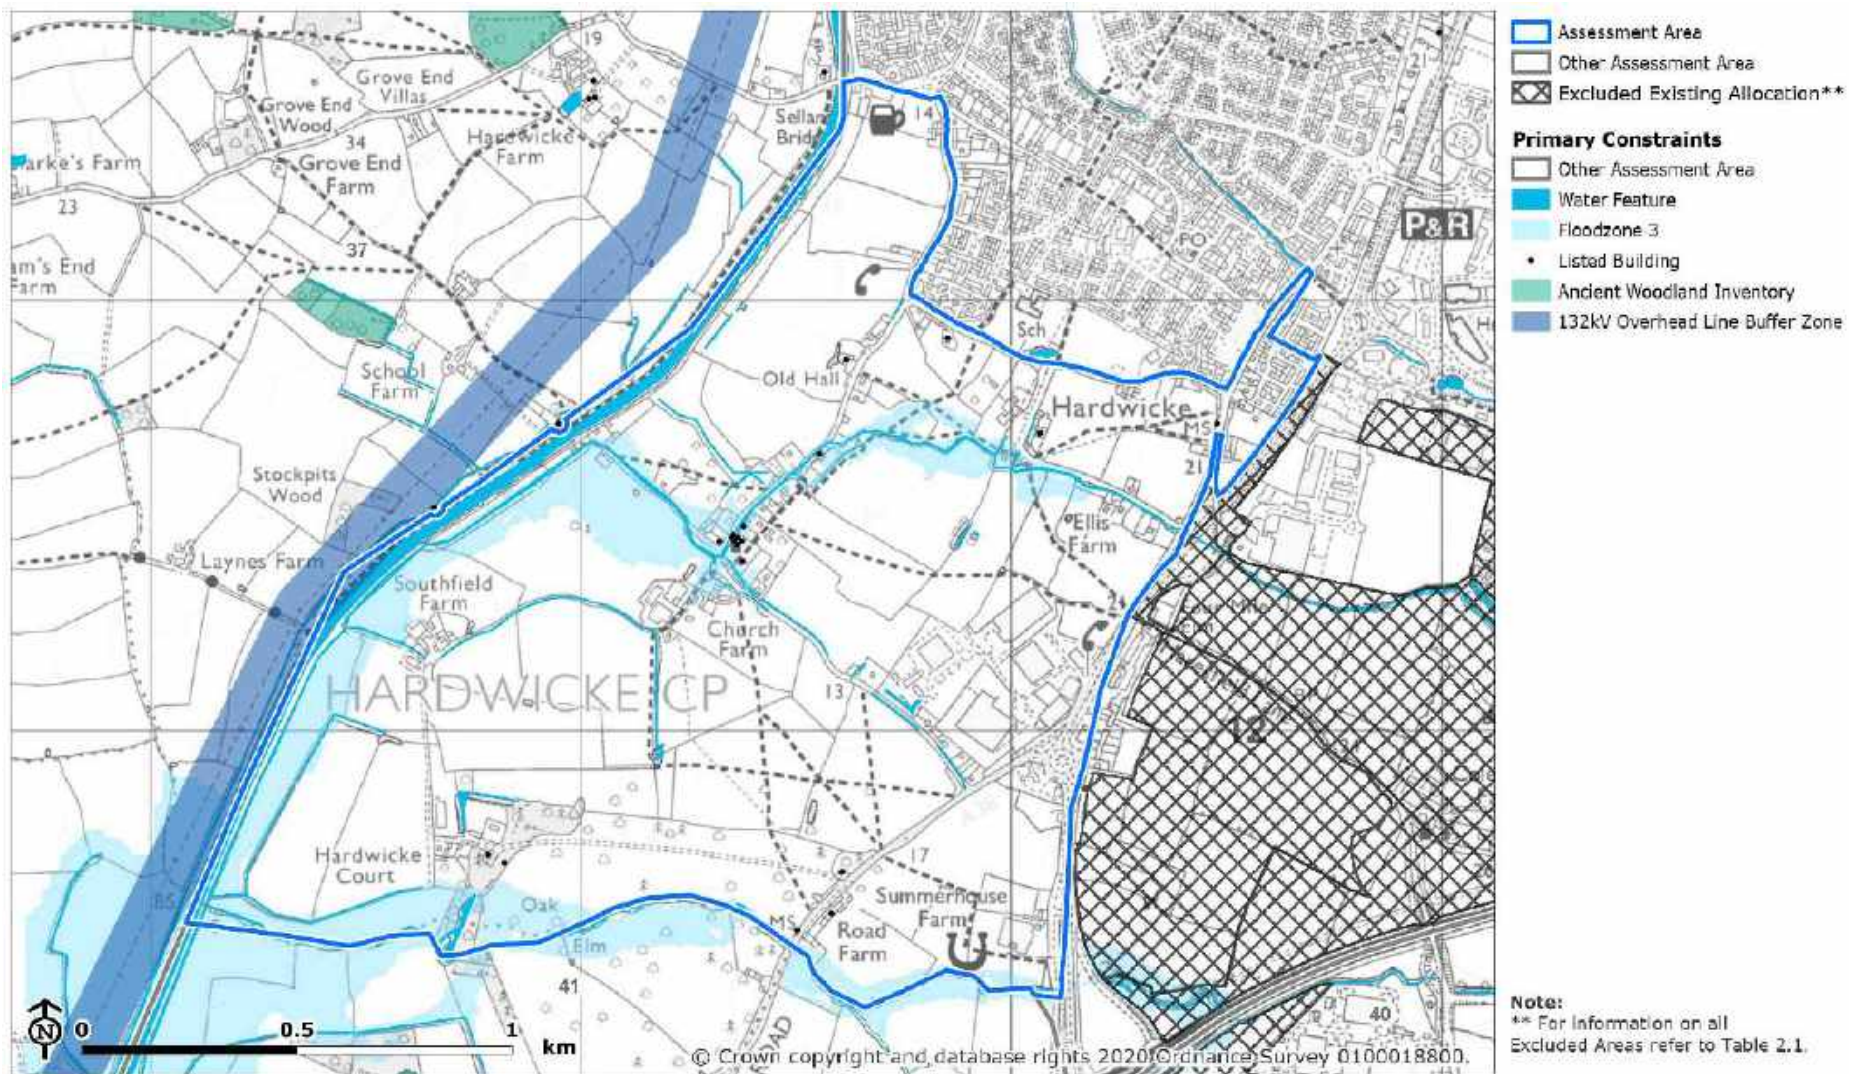 19
Grove End
Villas
Grove End
Wood
34
Grove End
Farm
Hardwicke
Farm
arke's Farm
23
37
am's End
Farm
14
21
P&R
PO
Sch
School
Farm
Old Hall
Hardwicke
MS
21
Stockpits
Wood
Ellis
Farm
Laynes Farm
Southfield
Farm
Church
Farm
HARDWICKE CP
13
12
Hardwicke
Court
17
Summerhouse
Farm
Oak
MS
Road
Farm
Elm
41
40
OAD
N
0
0.5
1
km
© Crown copyright and database rights 2020 Ordnance Survey 0100018800.
Assessment Area
Other Assessment Area
Excluded Existing Allocation**
Primary Constraints
Other Assessment Area
Water Feature
Floodzone 3
Listed Building
Ancient Woodland Inventory
132kV Overhead Line Buffer Zone
Note:
** For information on all
Excluded Areas refer to Table 2.1.